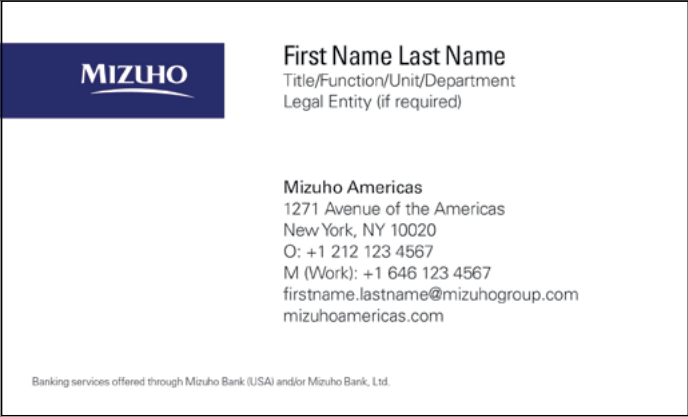 MIZUHO
First Name Last Name
Title/Function/Unit/Department
Legal Entity (if required)
Mizuho Americas
1271 Avenue of the Americas
New York, NY 10020
O: +1 212 123 4567
M (Work): +1 646 123 4567
firstname.lastname@mizuhogroup.com
mizuhoamericas.com
Banking services offered through Mizuho Bank (USA) and/or Mizuho Bank, Ltd.